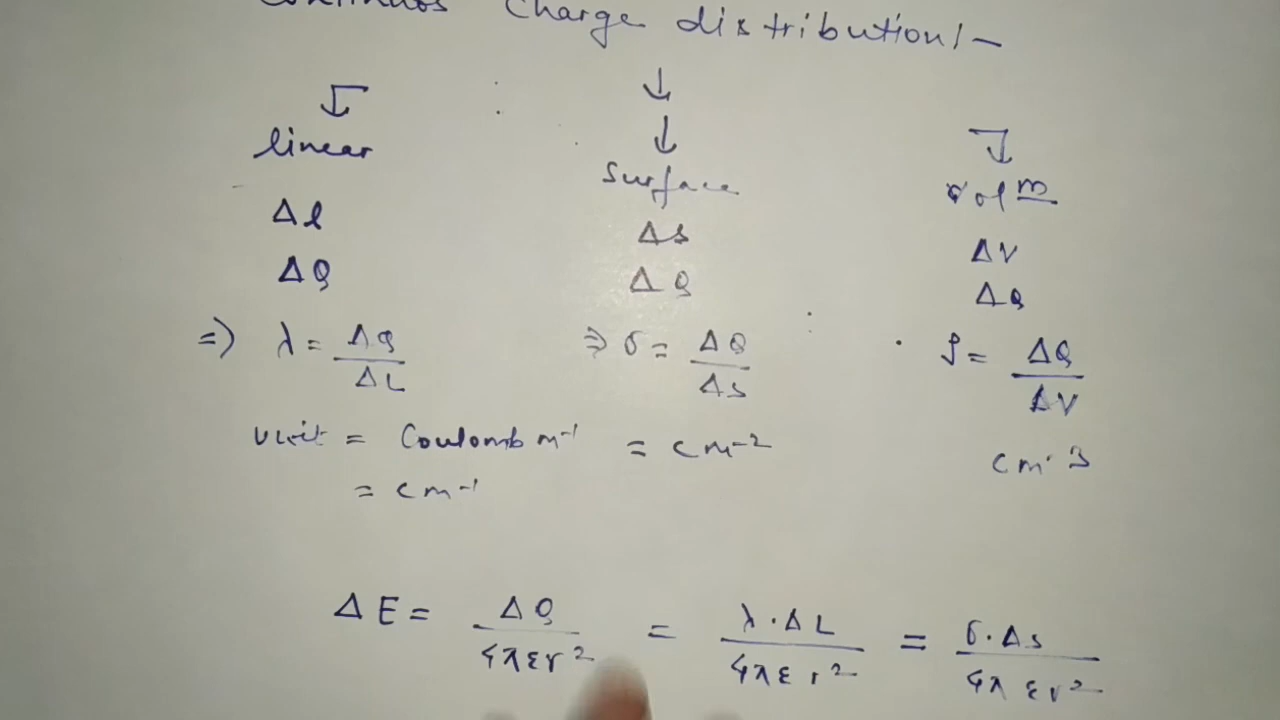 Continuos Charge distribution :-
↓ ↓ ↓
linear ↓ Surface Vol m
Δl ΔS ΔV
ΔQ ΔQ ΔQ
⇒ λ = ΔQ/ΔL ⇒ σ = ΔQ/ΔS ρ = ΔQ/ΔV
Unit = Coulomb m⁻¹ = cm⁻² cm⁻³
= cm⁻¹
ΔE = ΔQ/4πεr² = λ·ΔL/4πεr² = σ·ΔS/4πεr²